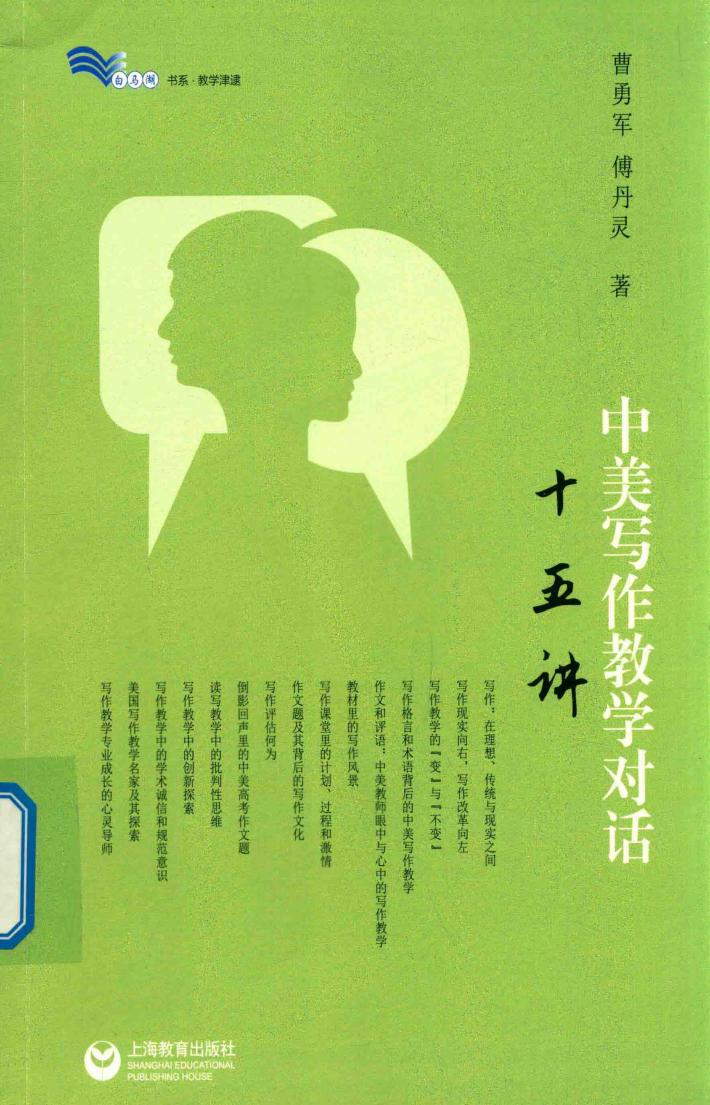 白马湖 书系·教学津逮
曹勇军 傅丹灵 著
中美写作教学对话
十五讲
写作，在理想、传统与现实之间
写作现实向右，写作改革向左
写作教学的『变』与『不变』
写作格言和术语背后的中美写作教学
作文和评语：中美教师眼中与心中的写作教学
教材里的写作风景
写作课堂里的计划、过程和激情
作文题及其背后的写作文化
写作评估何为
倒影回声里的中美高考作文题
读写教学中的批判性思维
写作教学中的创新探索
写作教学中的学术诚信和规范意识
美国写作教学名家及其探索
写作教学专业成长的心灵导师
上海教育出版社
SHANGHAI EDUCATIONAL
PUBLISHING HOUSE